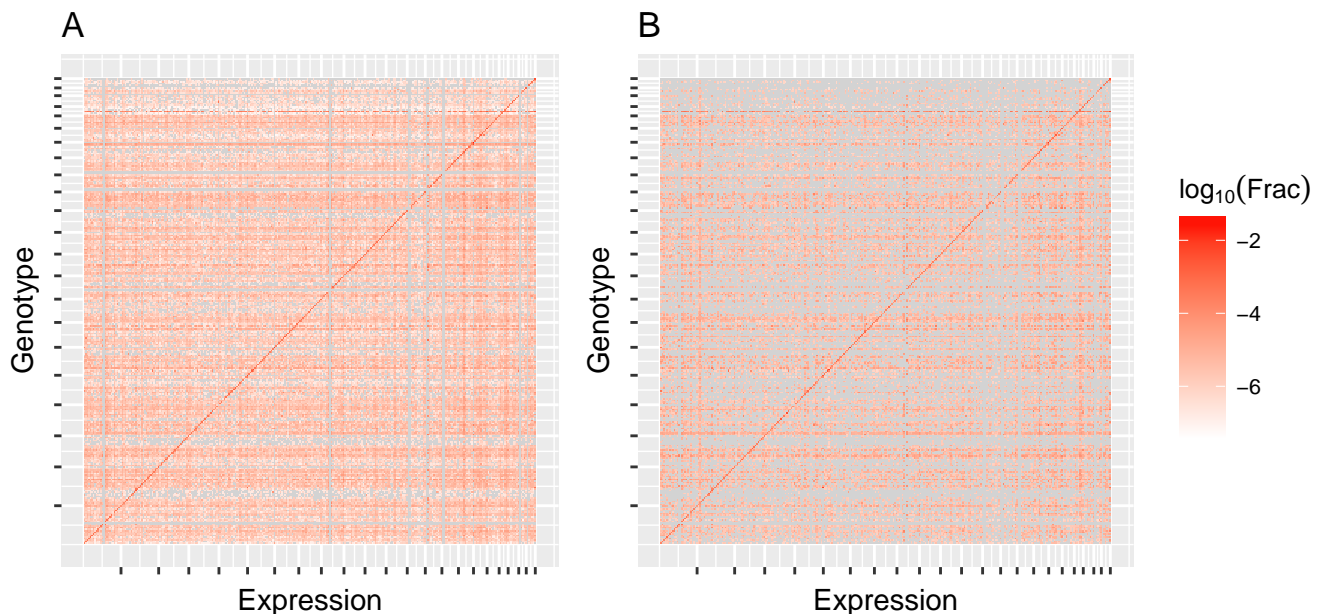 A
B
Genotype
Expression
Genotype
Expression
log₁₀(Frac)
−2
−4
−6